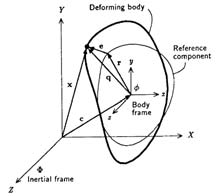 Y
Deforming body
Reference
component
e
r
q
y
ϕ
x
x
z
Body
frame
c
X
Φ
Inertial frame
Z